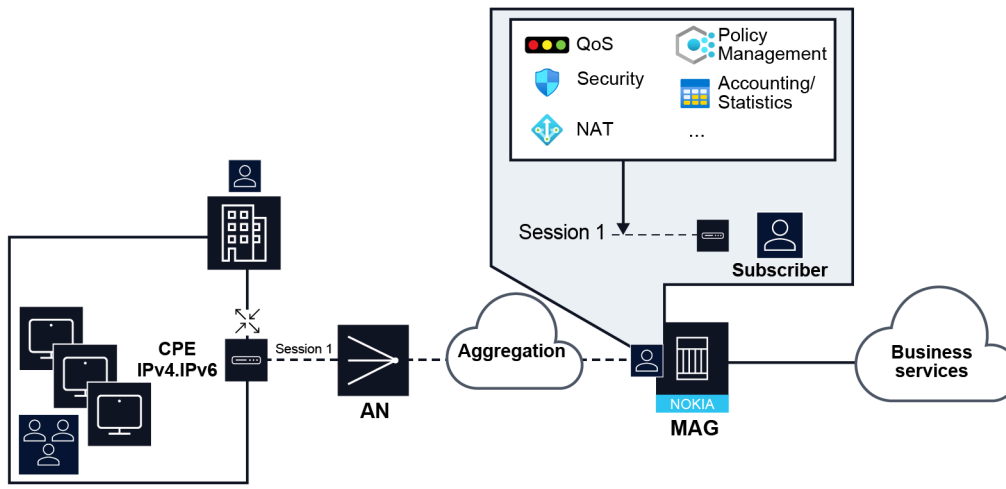 QoS
Policy
Management
Security
Accounting/
Statistics
NAT
...
Session 1
Subscriber
CPE
IPv4.IPv6
Session 1
AN
Aggregation
NOKIA
MAG
Business
services